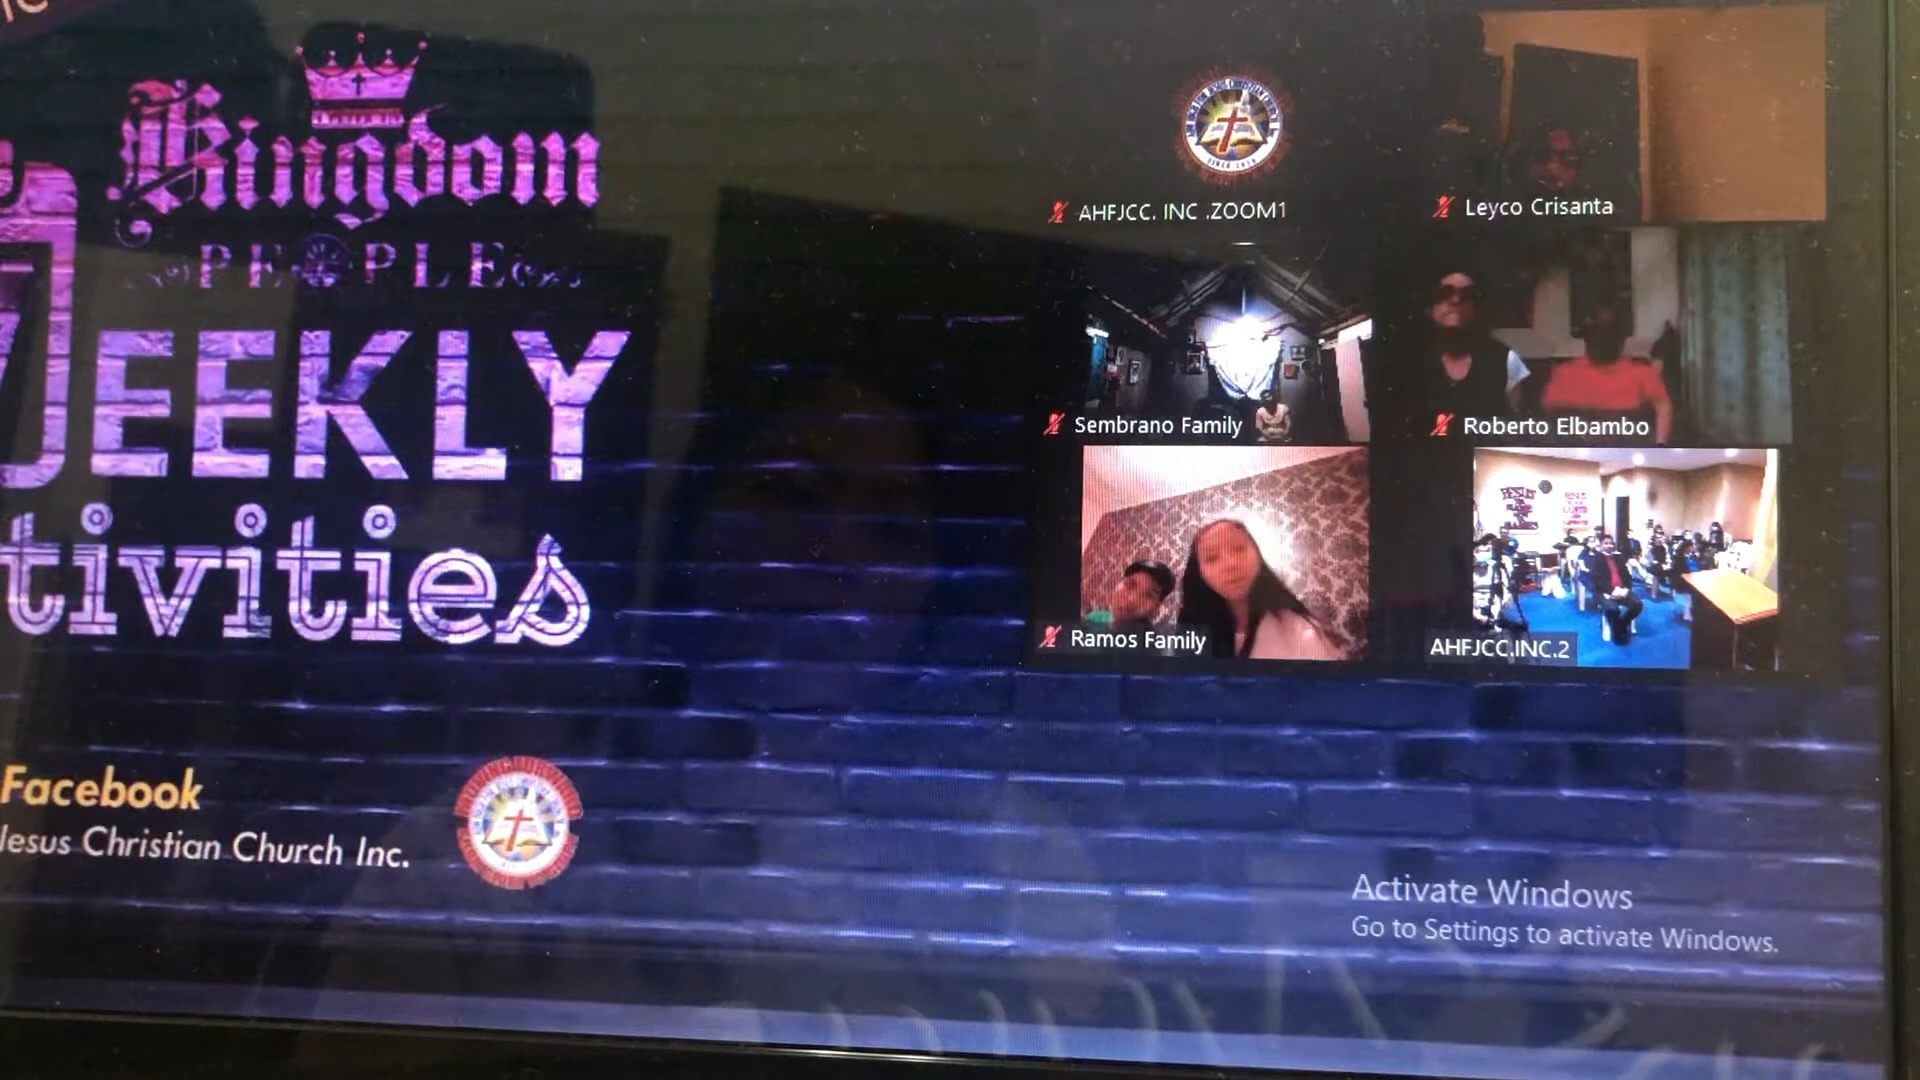 Kingdom
PEOPLE
WEEKLY
tivities
Facebook
Jesus Christian Church Inc.
AHFJCC. INC .ZOOM1
Leyco Crisanta
Sembrano Family
Roberto Elbambo
Ramos Family
AHFJCC.INC.2
Activate Windows
Go to Settings to activate Windows.